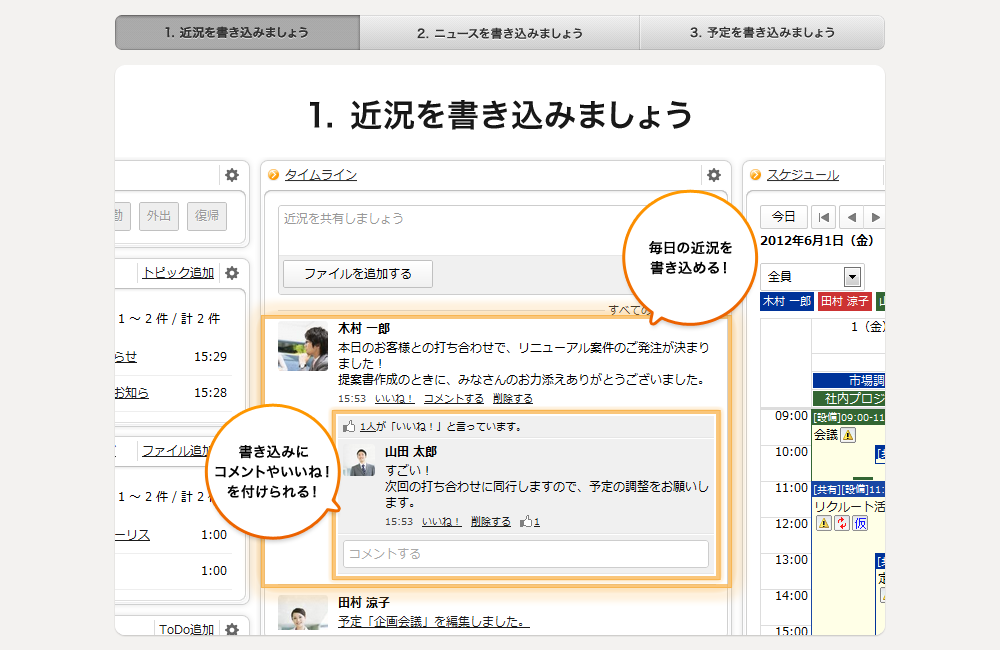 1. 近況を書き込みましょう
2. ニュースを書き込みましょう
3. 予定を書き込みましょう
1. 近況を書き込みましょう
外出
復帰
トピック追加
1 ～ 2 件 / 計 2 件
らせ
15:29
お知ら
15:28
ファイル追加
1 ～ 2 件 / 計 2
ーリス
1:00
1:00
ToDo追加
タイムライン
近況を共有しましょう
ファイルを追加する
毎日の近況を
書き込める！
すべての
木村 一郎
本日のお客様との打ち合わせで、リニューアル案件のご発注が決まり
ました！
提案書作成のときに、みなさんのお力添えありがとうございました。
15:53 いいね！ コメントする 削除する
1人が「いいね！」と言っています。
山田 太郎
すごい！
次回の打ち合わせに同行しますので、予定の調整をお願いし
ます。
15:53 いいね！ 削除する 1
コメントする
書き込みに
コメントやいいね！
を付けられる！
田村 涼子
予定「企画会議」を編集しました。
スケジュール
今日
2012年6月1日（金）
全員
木村 一郎
田村 涼子
1（金）
市場調
社内プロジ
09:00
[設備]09:00-11
会議
10:00
11:00
[共有][設備]11:
リクルート活
仮
12:00
13:00
14:00
15:00